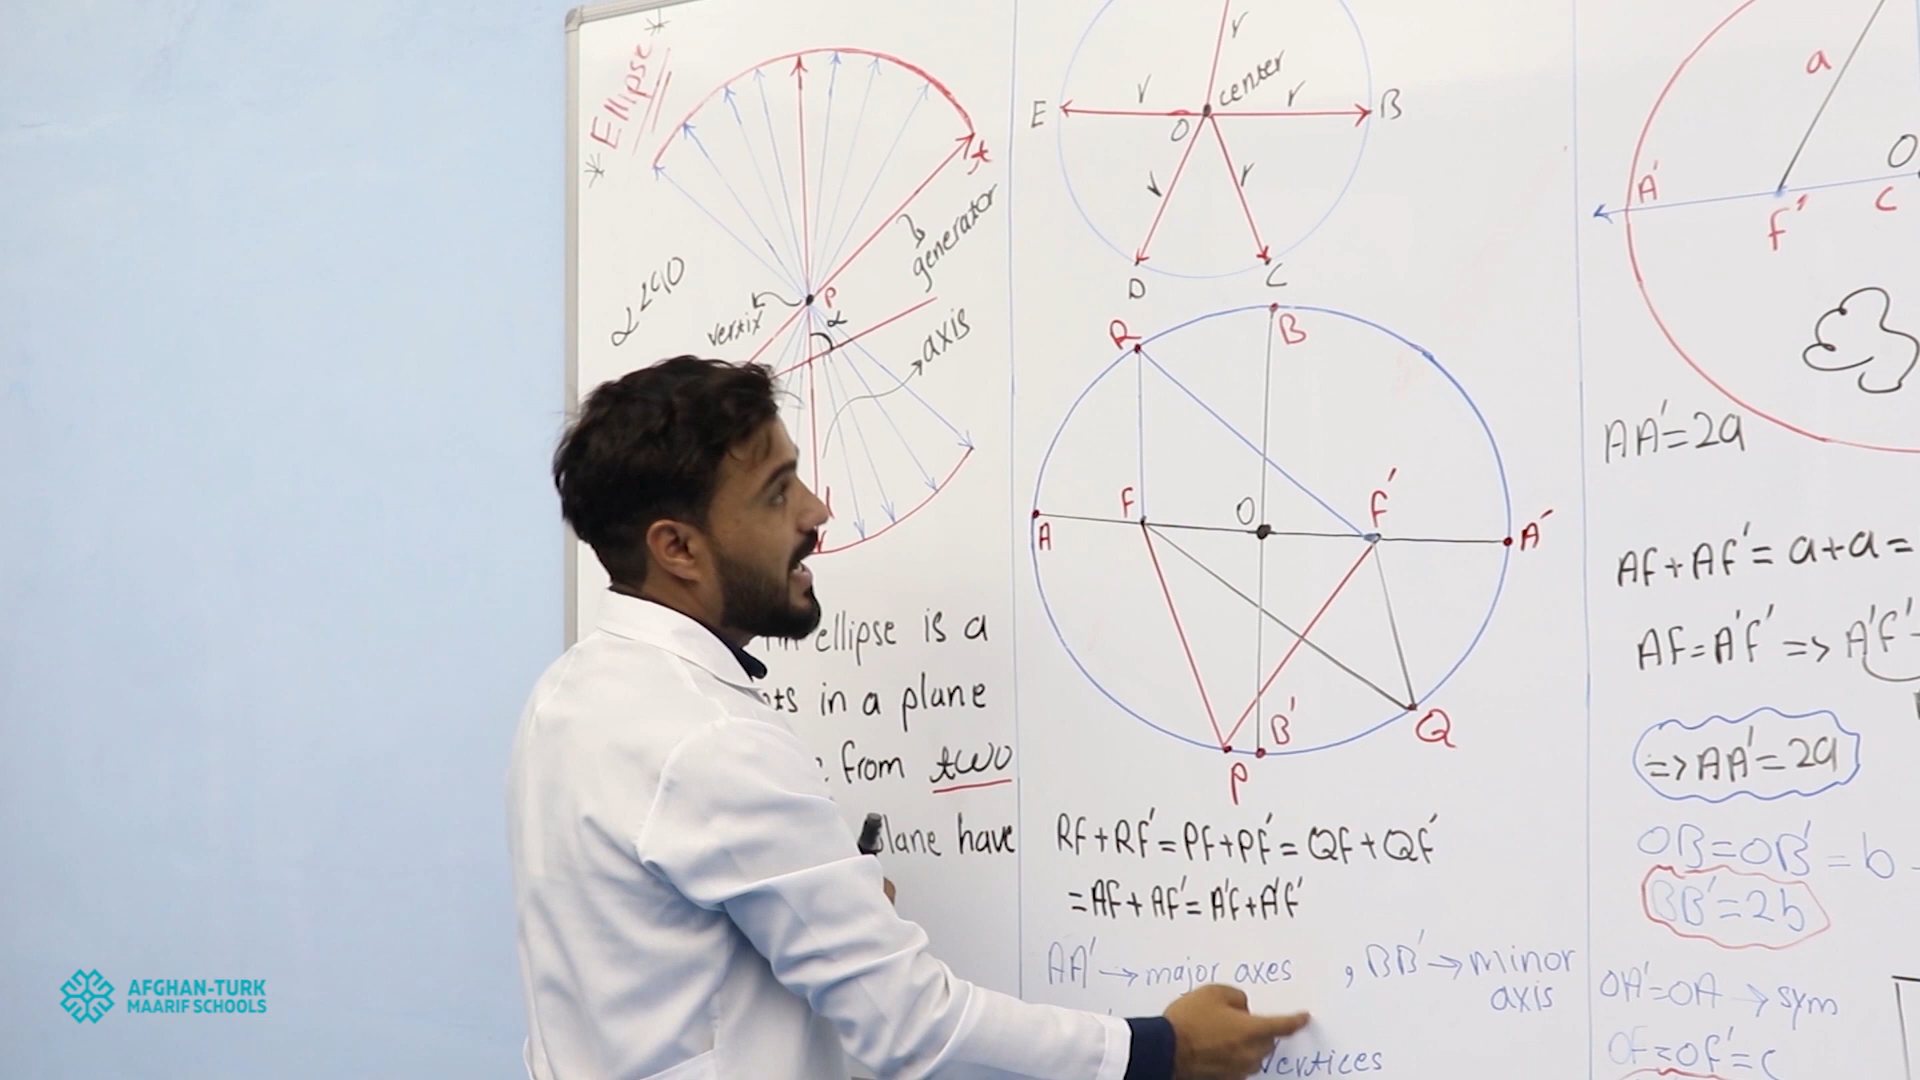 * Ellipse *
t
generator
P
vertix
α
α<90
axis
ellipse is a
in a plane
from two
plane have
r
center
E
r
r
B
O
r
r
D
C
R
B
F
O
F'
A
A'
B'
Q
P
RF+RF'=PF+PF'=QF+QF'
=AF+AF'=A'F+A'F'
AA'→major axes , BB'→minor
axis
vertices
a
A'
O
F'
C
AA'=2a
AF+AF'=a+a=
AF=A'F'=>A'F'
=>AA'=2a
OB=OB'=b
BB'=2b
OA'=OA→sym
OF=OF'=c
AFGHAN-TURK
MAARIF SCHOOLS